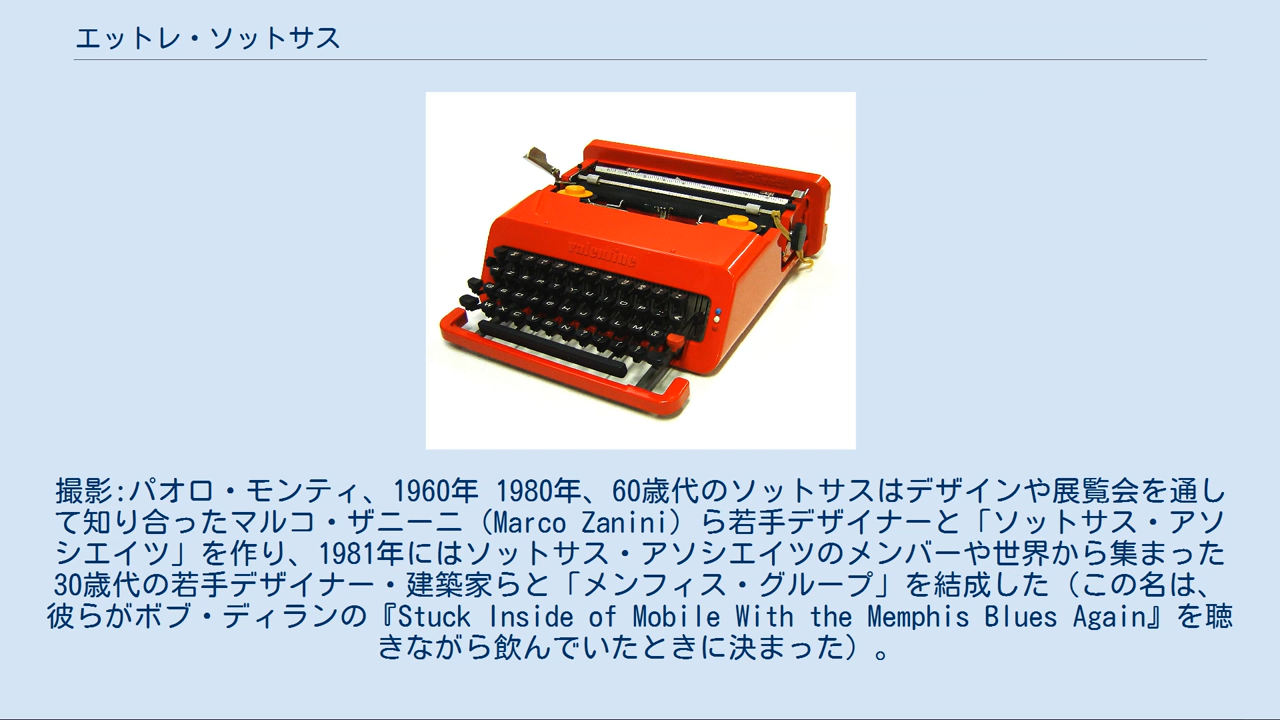 エットレ・ソットサス
valentine
撮影:パオロ・モンティ、1960年 1980年、60歳代のソットサスはデザインや展覧会を通し
て知り合ったマルコ・ザニーニ（Marco Zanini）ら若手デザイナーと「ソットサス・アソ
シエイツ」を作り、1981年にはソットサス・アソシエイツのメンバーや世界から集まった
30歳代の若手デザイナー・建築家らと「メンフィス・グループ」を結成した（この名は、
彼らがボブ・ディランの『Stuck Inside of Mobile With the Memphis Blues Again』を聴
きながら飲んでいたときに決まった）。